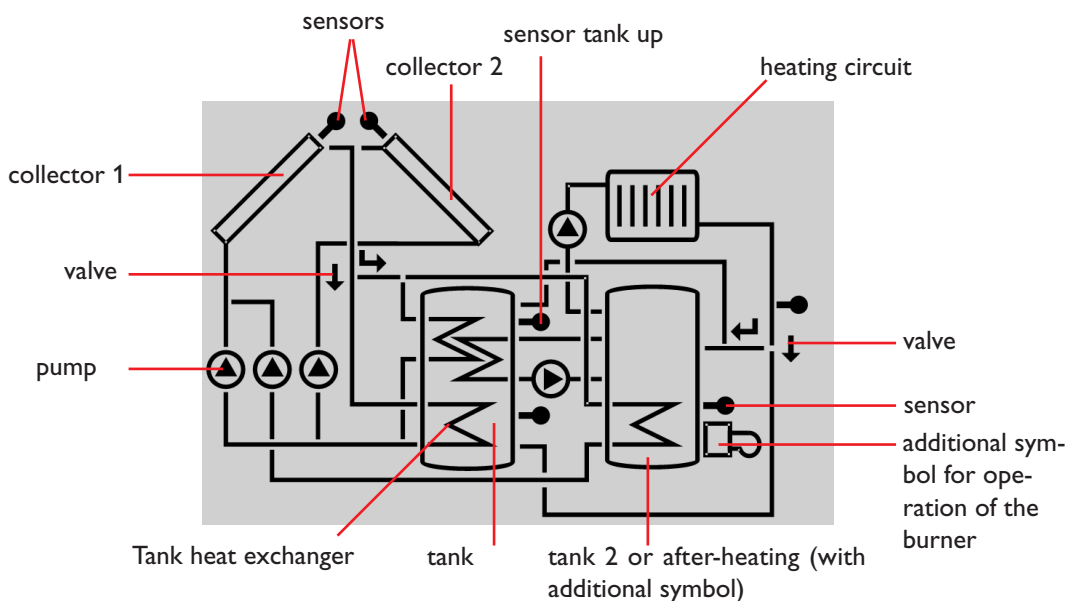 sensors
sensor tank up
collector 2
heating circuit
collector 1
valve
valve
pump
sensor
additional sym-
bol for ope-
ration of the
burner
Tank heat exchanger
tank
tank 2 or after-heating (with
additional symbol)